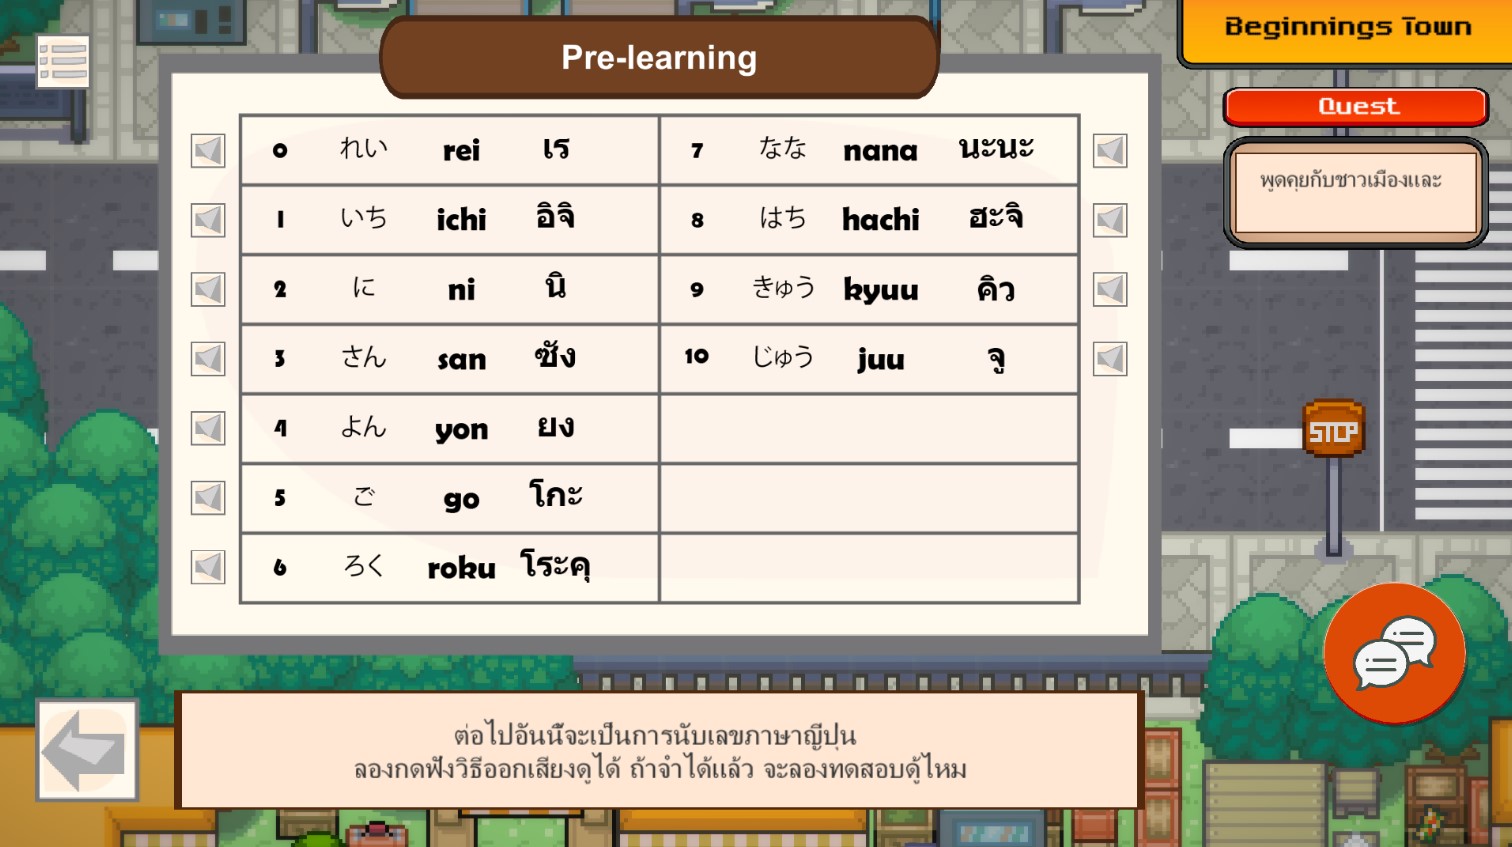 Pre-learning
Beginnings Town
Quest
พูดคุยกับชาวเมืองและ
0 れい rei เร
1 いち ichi อิจิ
2 に ni นิ
3 さん san ซัง
4 よん yon ยง
5 ご go โกะ
6 ろく roku โระคุ
7 なな nana นะนะ
8 はち hachi ฮะจิ
9 きゅう kyuu คิว
10 じゅう juu จู
STOP
ต่อไปอันนี้จะเป็นการนับเลขภาษาญี่ปุ่น
ลองกดฟังวิธีออกเสียงดูได้ ถ้าจำได้แล้ว จะลองทดสอบดู้ไหม